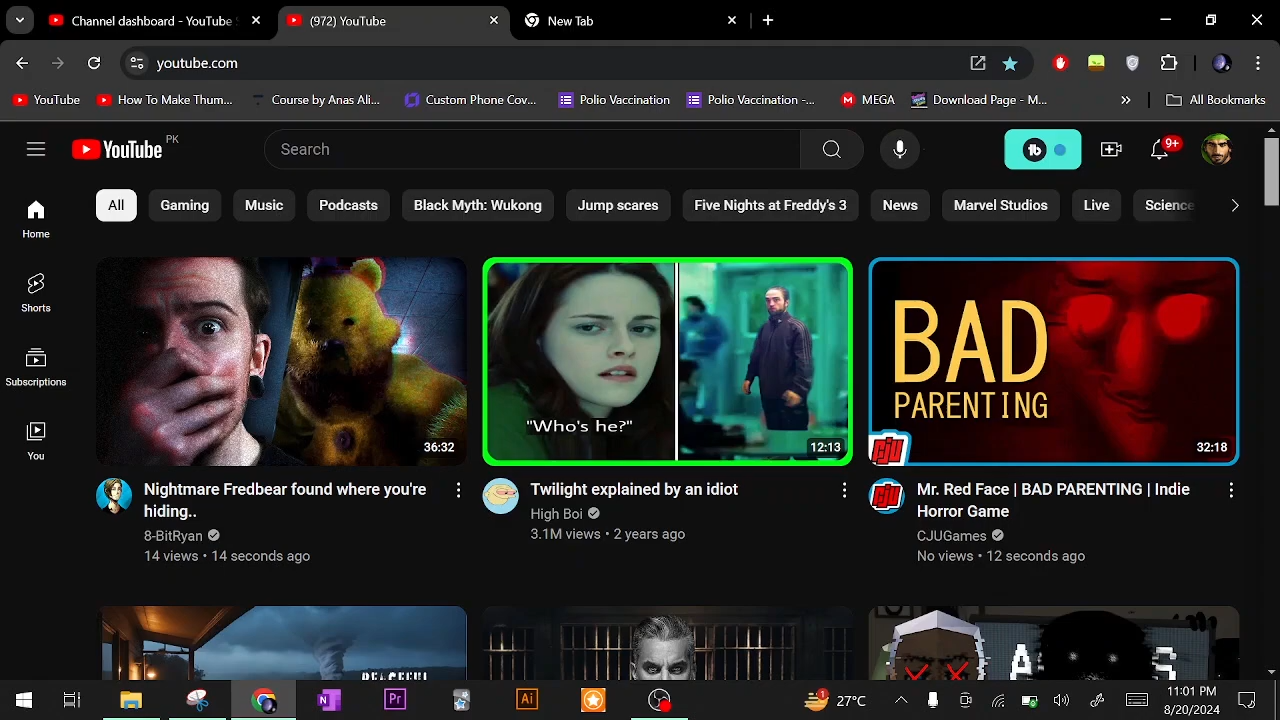 Channel dashboard - YouTube S
(972) YouTube
New Tab
youtube.com
YouTube
How To Make Thum...
Course by Anas Ali...
Custom Phone Cov...
Polio Vaccination
Polio Vaccination -...
MEGA
Download Page - M...
»
All Bookmarks
YouTube PK
Search
9+
All
Gaming
Music
Podcasts
Black Myth: Wukong
Jump scares
Five Nights at Freddy's 3
News
Marvel Studios
Live
Science
Home
Shorts
Subscriptions
You
36:32
"Who's he?"
12:13
BAD
PARENTING
CJU
32:18
Nightmare Fredbear found where you're
hiding..
8-BitRyan
14 views • 14 seconds ago
Twilight explained by an idiot
High Boi
3.1M views • 2 years ago
CJU
Mr. Red Face | BAD PARENTING | Indie
Horror Game
CJUGames
No views • 12 seconds ago
Pr
Ai
1
27°C
11:01 PM
8/20/2024